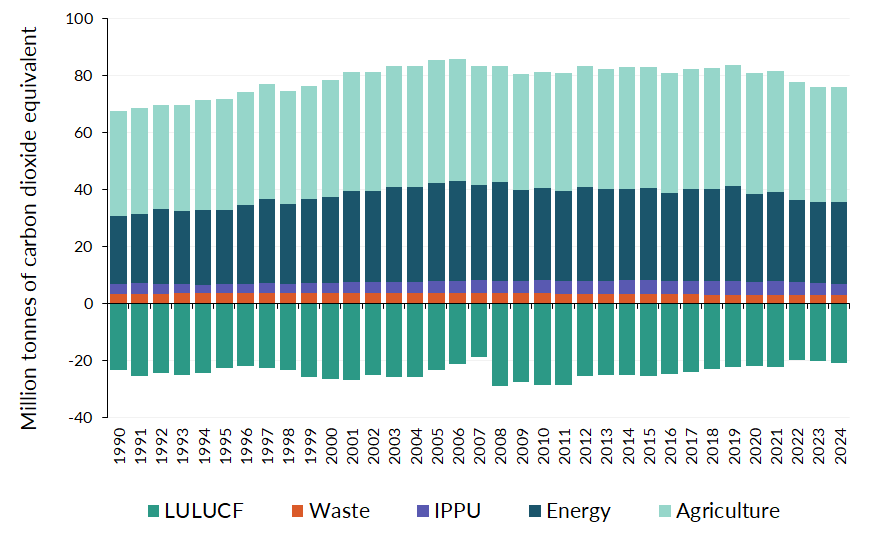 Million tonnes of carbon dioxide equivalent
100
80
60
40
20
0
-20
-40
1990 1991 1992 1993 1994 1995 1996 1997 1998 1999 2000 2001 2002 2003 2004 2005 2006 2007 2008 2009 2010 2011 2012 2013 2014 2015 2016 2017 2018 2019 2020 2021 2022 2023 2024
LULUCF Waste IPPU Energy Agriculture